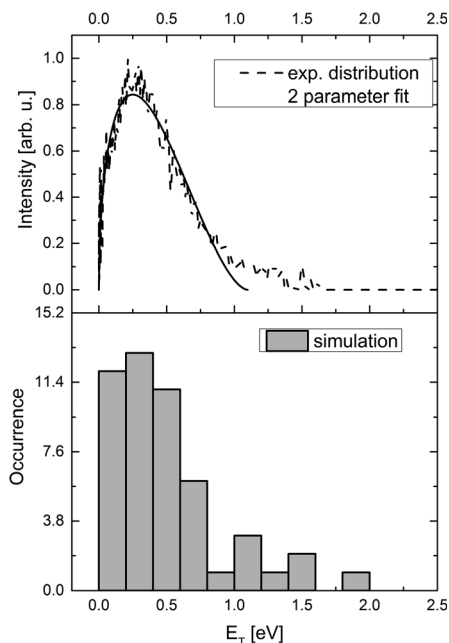 0.0 0.5 1.0 1.5 2.0 2.5
1.0
0.8
0.6
0.4
0.2
0.0
Intensity [arb. u.]
exp. distribution
2 parameter fit
15.2
11.4
7.6
3.8
0.0
Occurrence
simulation
0.0 0.5 1.0 1.5 2.0 2.5
E_T [eV]